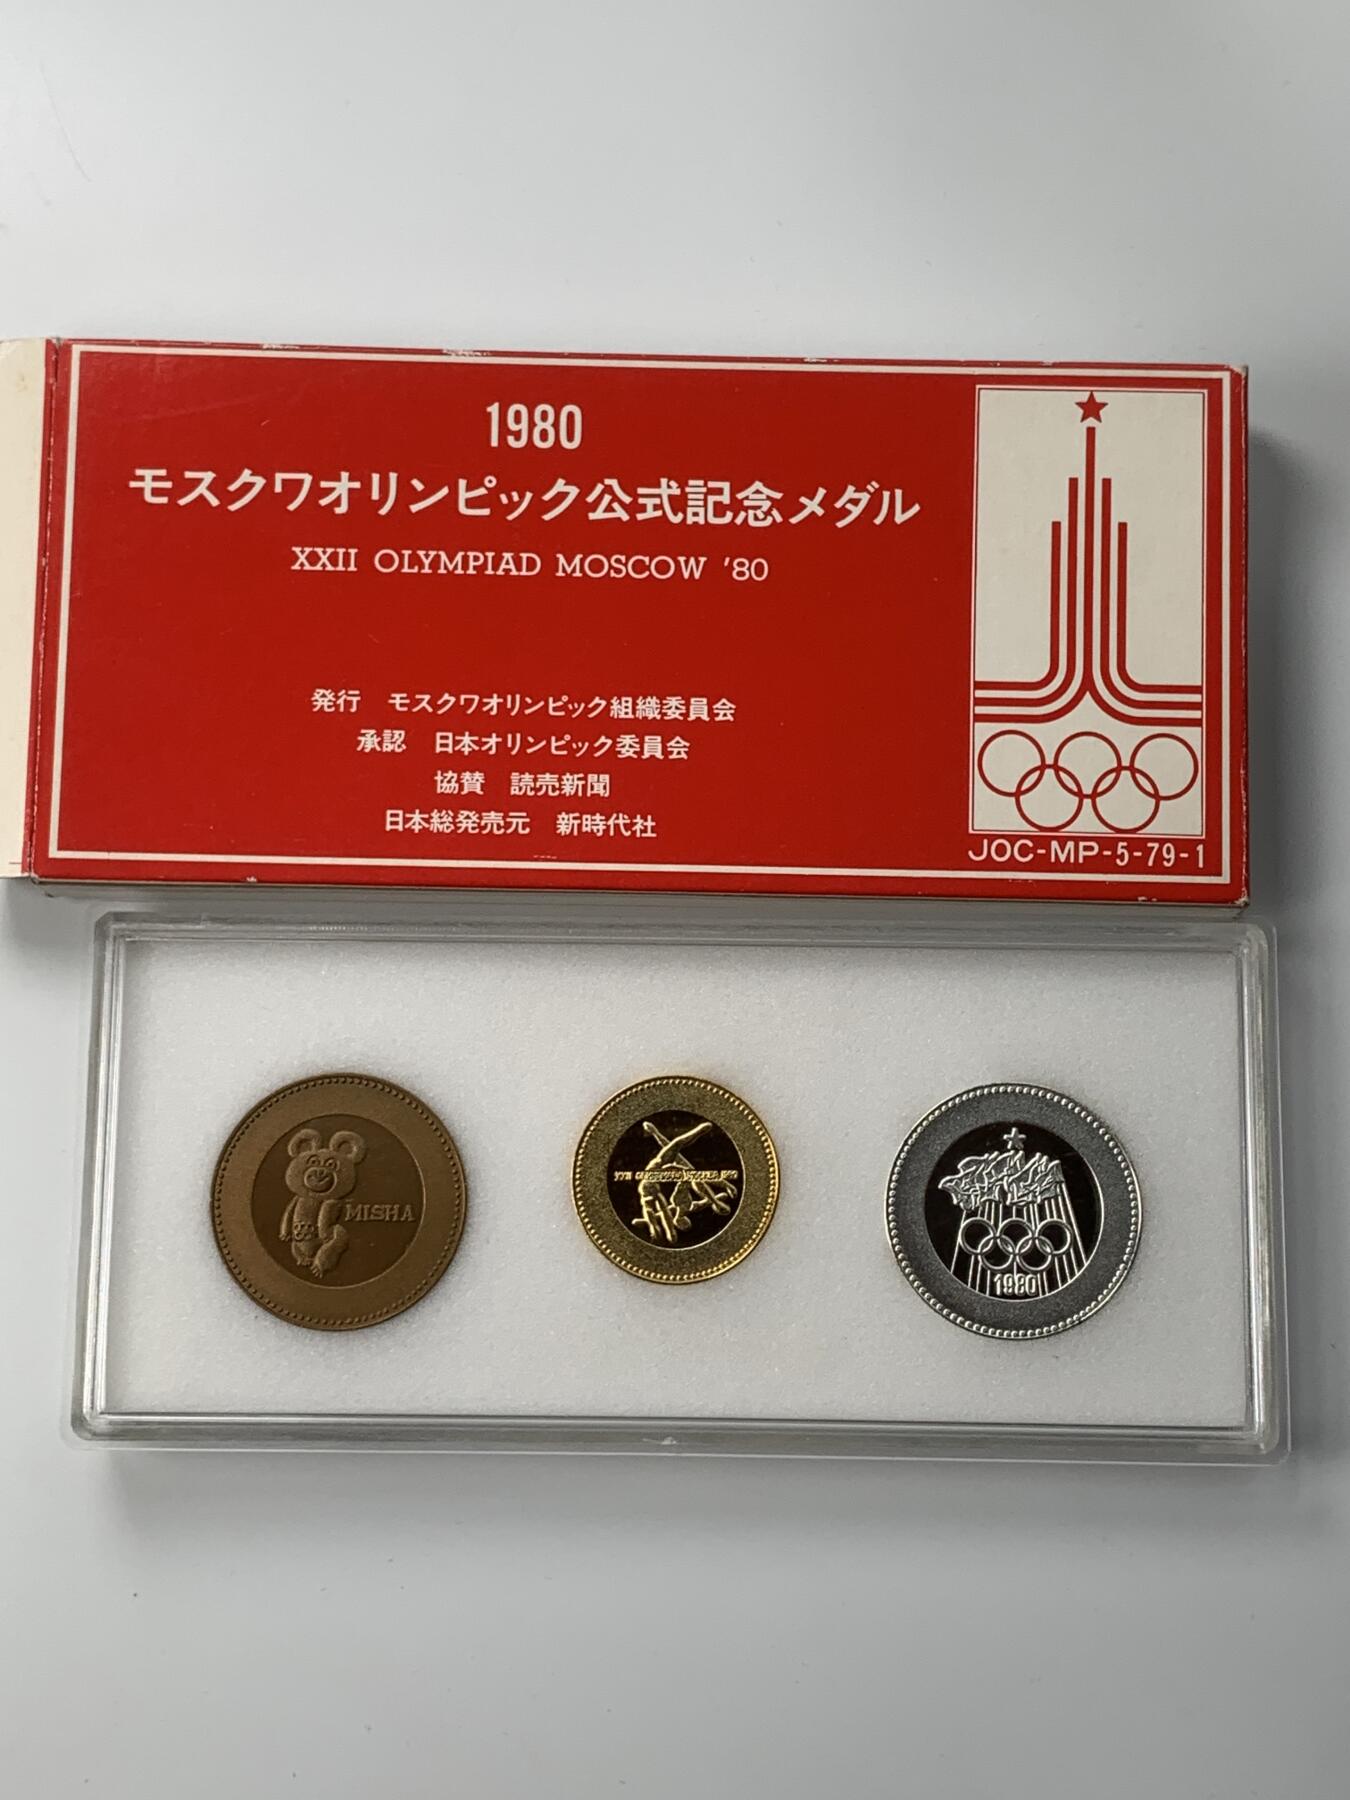 1980
モスクワオリンピック公式記念メダル
XXII OLYMPIAD MOSCOW '80
発行　モスクワオリンピック組織委員会
承認　日本オリンピック委員会
協賛　読売新聞
日本総発売元　新時代社
JOC-MP-5-79-1
MISHA
1980